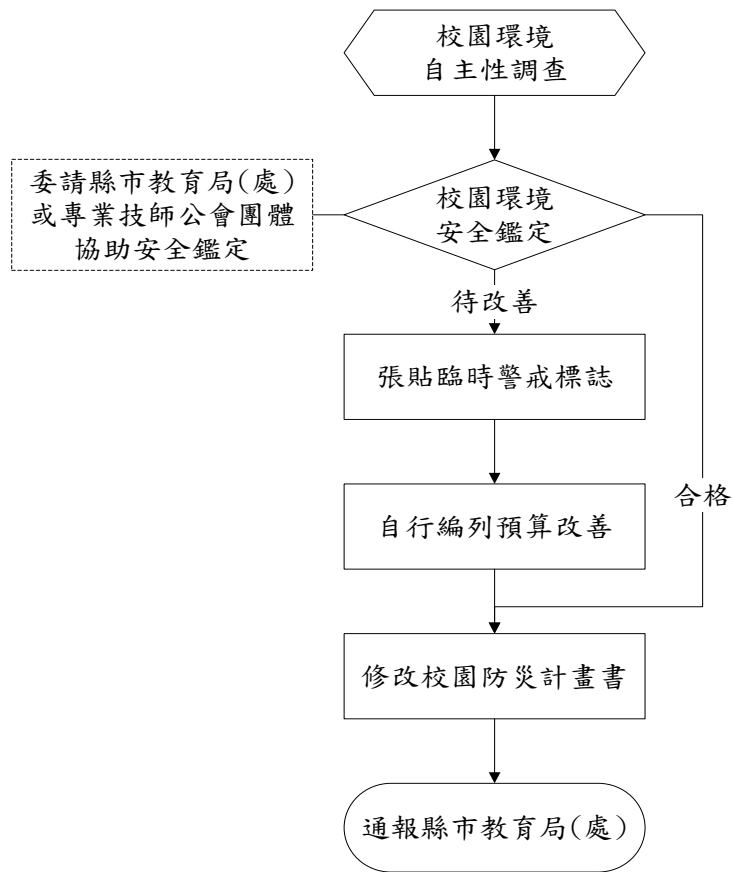 校園環境
自主性調查
委請縣市教育局(處)
或專業技師公會團體
協助安全鑑定
校園環境
安全鑑定
待改善
張貼臨時警戒標誌
合格
自行編列預算改善
修改校園防災計畫書
通報縣市教育局(處)